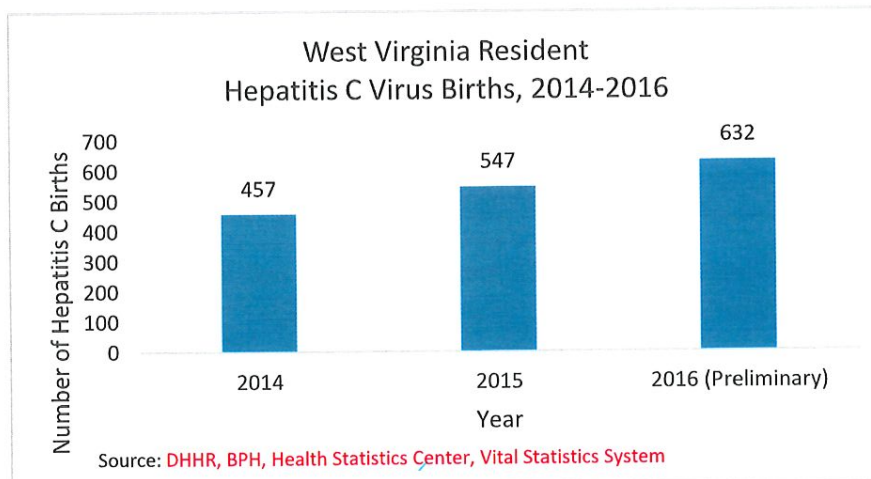 West Virginia Resident
Hepatitis C Virus Births, 2014-2016
Number of Hepatitis C Births
700
600
500
400
300
200
100
0
457
547
632
2014
2015
2016 (Preliminary)
Year
Source: DHHR, BPH, Health Statistics Center, Vital Statistics System